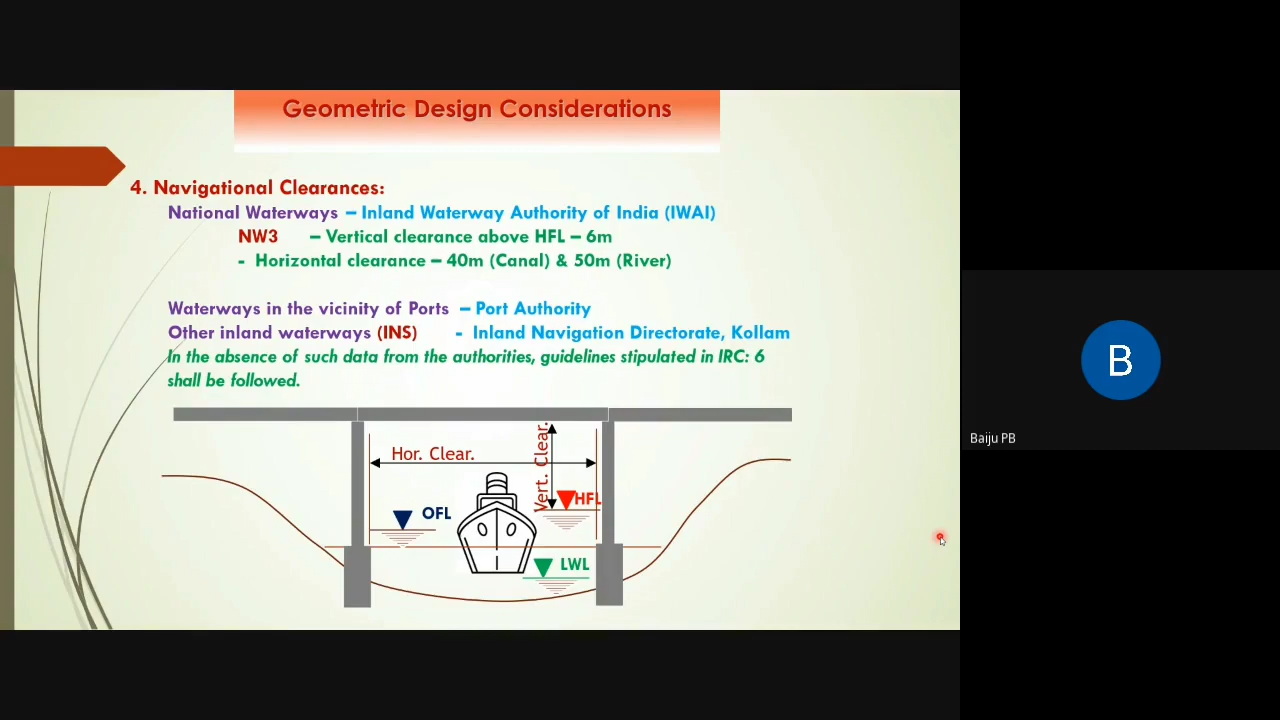 Geometric Design Considerations
4. Navigational Clearances:
National Waterways – Inland Waterway Authority of India (IWAI)
NW3 – Vertical clearance above HFL – 6m
- Horizontal clearance – 40m (Canal) & 50m (River)
Waterways in the vicinity of Ports – Port Authority
Other inland waterways (INS) - Inland Navigation Directorate, Kollam
In the absence of such data from the authorities, guidelines stipulated in IRC: 6
shall be followed.
Hor. Clear.
Vert. Clear.
HFL
OFL
LWL
B
Baiju PB